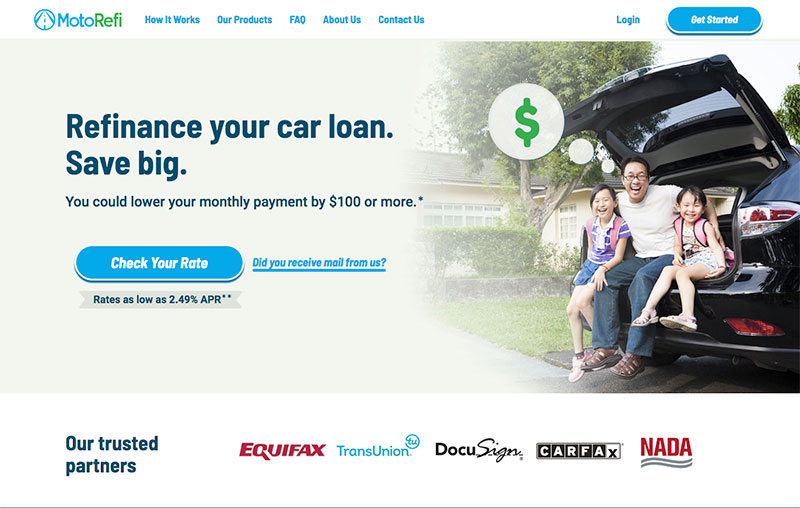 MotoRefi How It Works Our Products FAQ About Us Contact Us Login Get Started
Refinance your car loan.
Save big.
You could lower your monthly payment by $100 or more.*
Check Your Rate Did you receive mail from us?
Rates as low as 2.49% APR**
$
Our trusted
partners
EQUIFAX TransUnion® tu DocuSign® CARFAX NADA